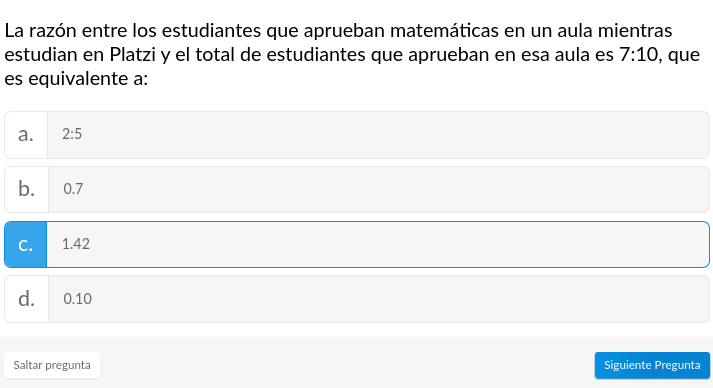 La razón entre los estudiantes que aprueban matemáticas en un aula mientras
estudian en Platzi y el total de estudiantes que aprueban en esa aula es 7:10, que
es equivalente a:
a. 2:5
b. 0.7
c. 1.42
d. 0.10
Saltar pregunta Siguiente Pregunta